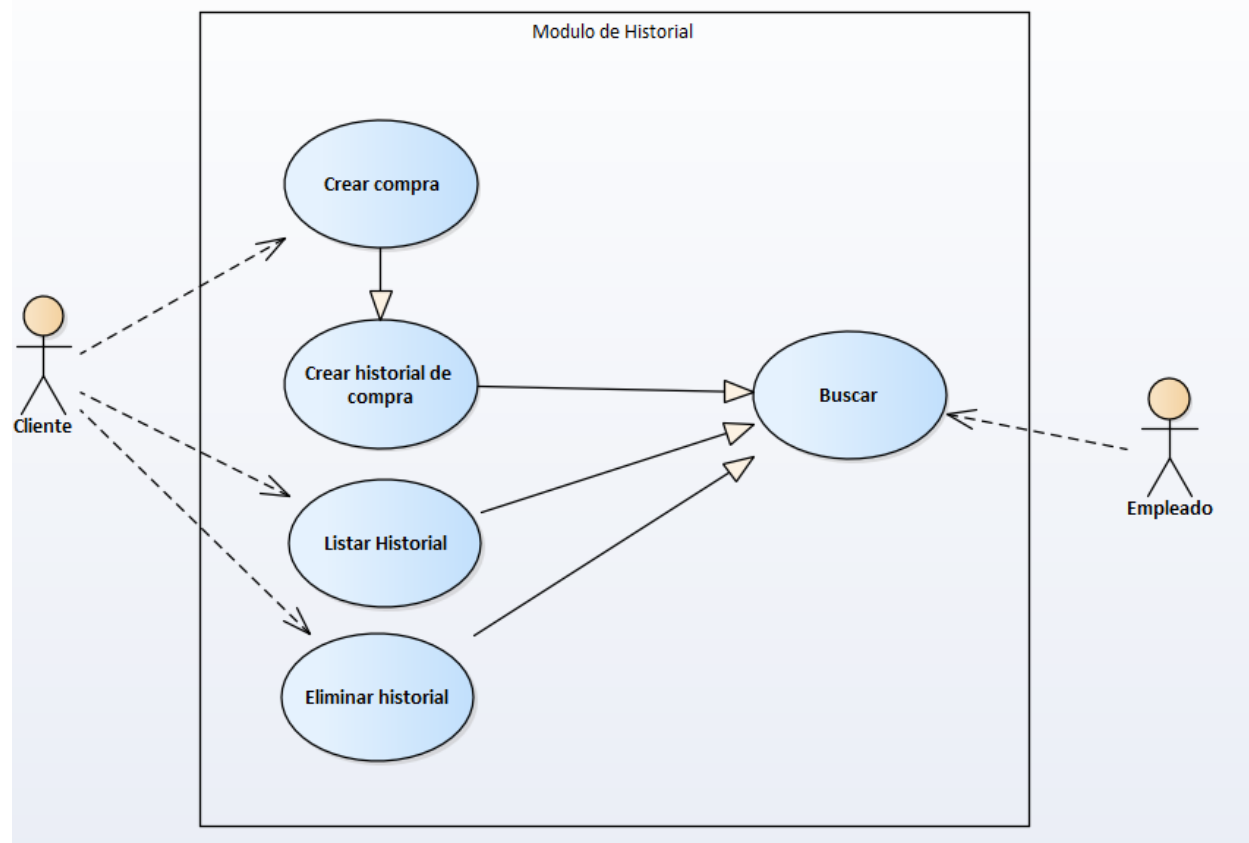 Modulo de Historial
Crear compra
Crear historial de
compra
Buscar
Cliente
Empleado
Listar Historial
Eliminar historial